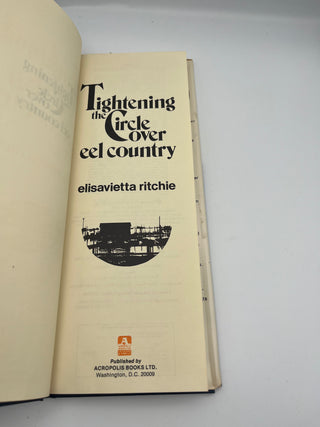 Tightening
the Circle
over
eel country
elisavietta ritchie
Published by
ACROPOLIS BOOKS LTD.
Washington, D.C. 20009